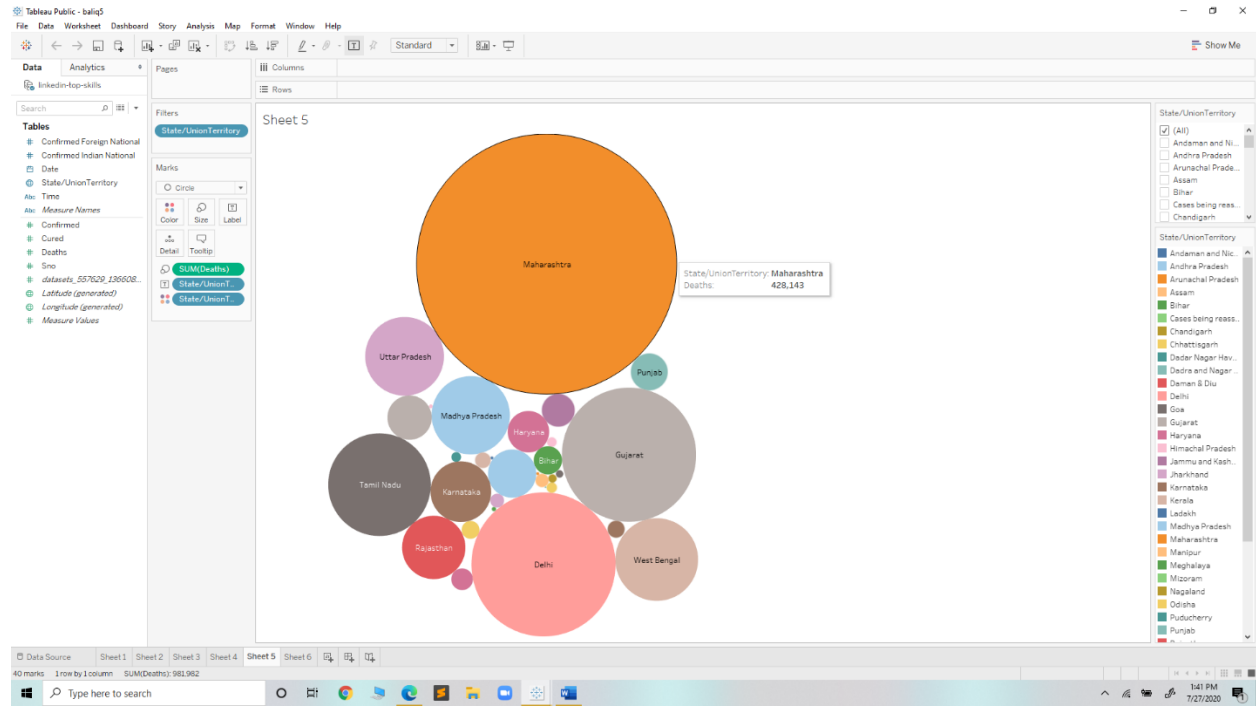 Tableau Public - baliq5
File Data Worksheet Dashboard Story Analysis Map Format Window Help
Standard
Show Me
Data Analytics
Pages
Columns
linkedin-top-skills
Rows
Search
Filters
State/UnionTerritory
Tables
Confirmed Foreign National
Confirmed Indian National
Date
State/UnionTerritory
Abc Time
Abc Measure Names
Confirmed
Cured
Deaths
Sno
datasets_557629_136608...
Latitude (generated)
Longitude (generated)
Measure Values
Marks
Circle
Color Size Label
Detail Tooltip
SUM(Deaths)
State/UnionT..
State/UnionT..
Sheet 5
Maharashtra
State/UnionTerritory: Maharashtra
Deaths: 428,143
Uttar Pradesh
Punjab
Madhya Pradesh
Haryana
Gujarat
Bihar
Tamil Nadu
Karnataka
Rajasthan
Delhi
West Bengal
State/UnionTerritory
(All)
Andaman and Ni...
Andhra Pradesh
Arunachal Prade...
Assam
Bihar
Cases being reas...
Chandigarh
State/UnionTerritory
Andaman and Nic..
Andhra Pradesh
Arunachal Pradesh
Assam
Bihar
Cases being reass..
Chandigarh
Chhattisgarh
Dadar Nagar Hav..
Dadra and Nagar ..
Daman & Diu
Delhi
Goa
Gujarat
Haryana
Himachal Pradesh
Jammu and Kash..
Jharkhand
Karnataka
Kerala
Ladakh
Madhya Pradesh
Maharashtra
Manipur
Meghalaya
Mizoram
Nagaland
Odisha
Puducherry
Punjab
Data Source Sheet 1 Sheet 2 Sheet 3 Sheet 4 Sheet 5 Sheet 6
40 marks 1 row by 1 column SUM(Deaths): 981,982
Type here to search
1:41 PM
7/27/2020